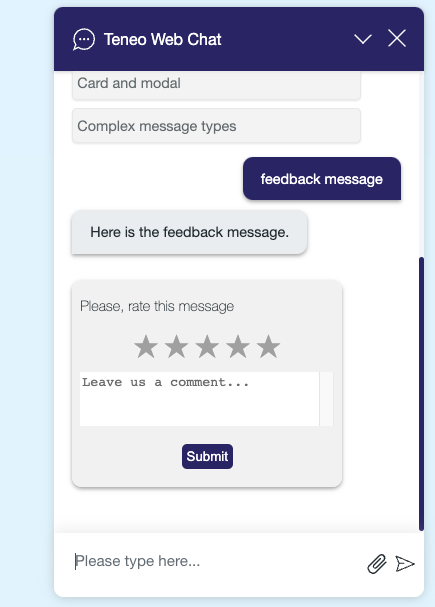 Teneo Web Chat
Card and modal
Complex message types
feedback message
Here is the feedback message.
Please, rate this message
Leave us a comment...
Submit
Please type here...